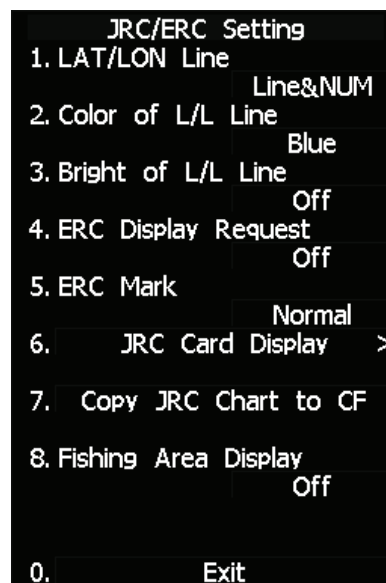 JRC/ERC Setting
1. LAT/LON Line
Line&NUM
2. Color of L/L Line
Blue
3. Bright of L/L Line
Off
4. ERC Display Request
Off
5. ERC Mark
Normal
6. JRC Card Display >
7. Copy JRC Chart to CF
8. Fishing Area Display
Off
0. Exit